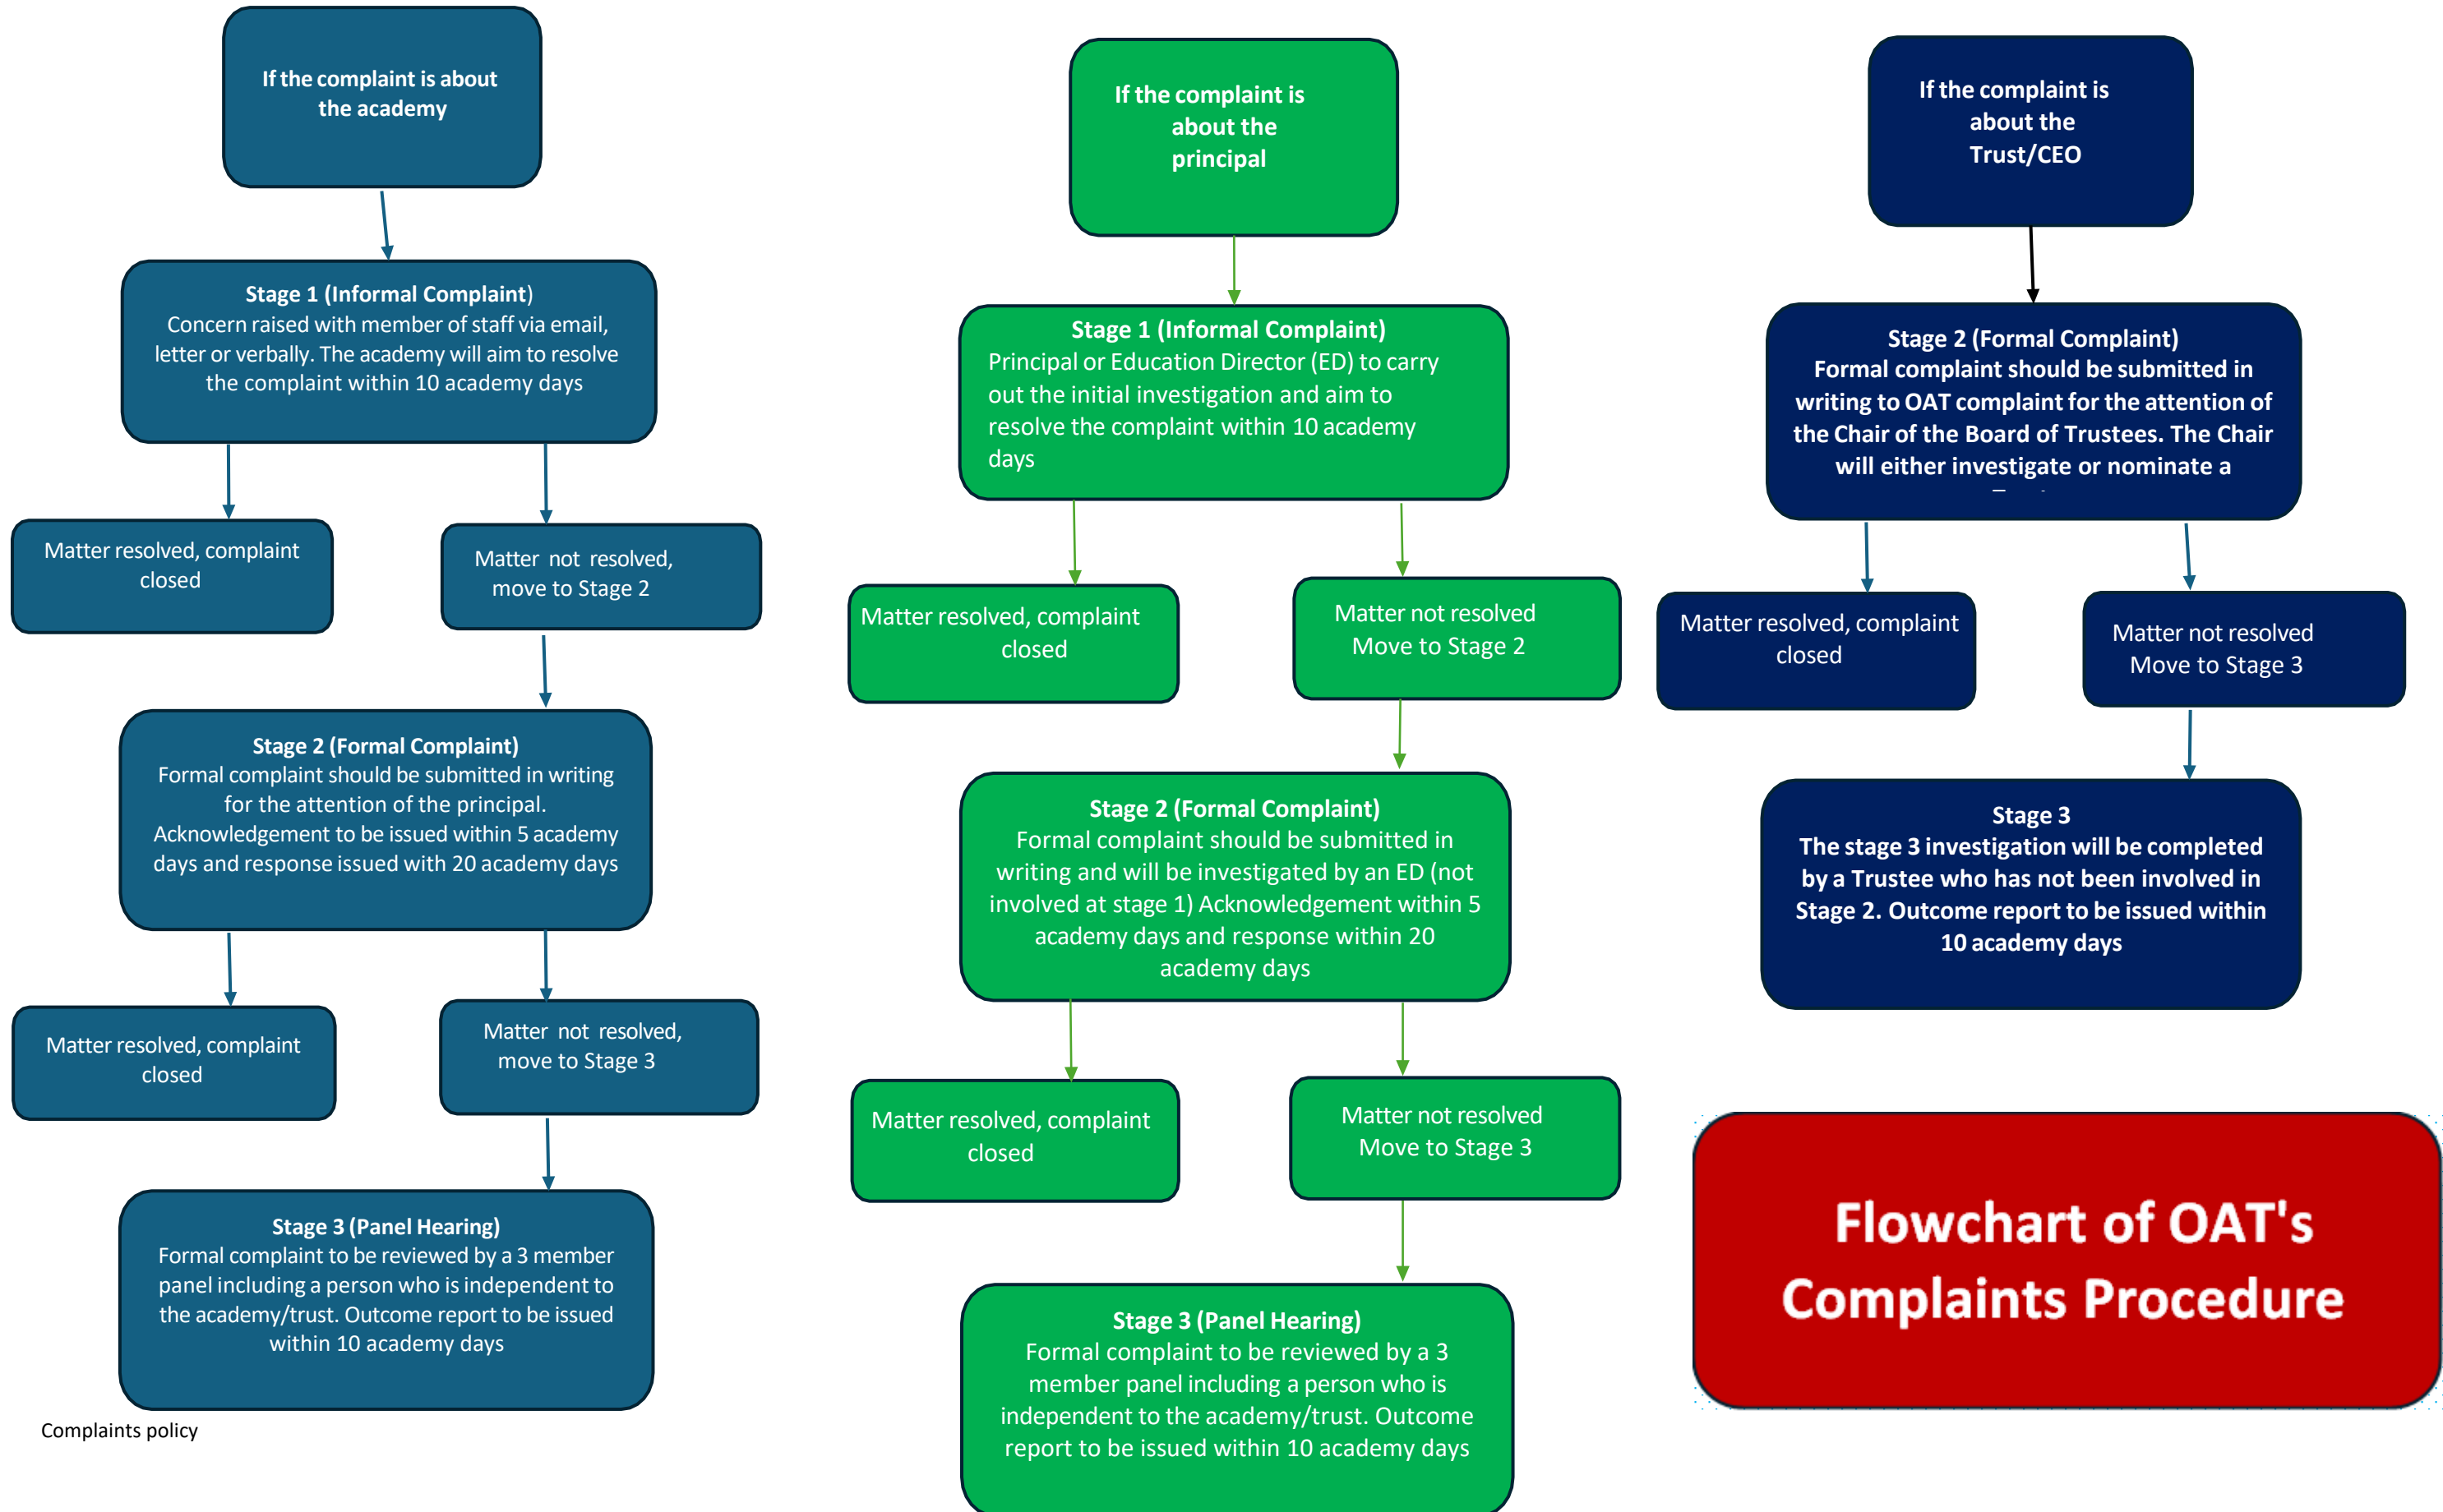 If the complaint is about
the academy
Stage 1 (Informal Complaint)
Concern raised with member of staff via email,
letter or verbally. The academy will aim to resolve
the complaint within 10 academy days
Matter resolved, complaint
closed
Matter not resolved,
move to Stage 2
Stage 2 (Formal Complaint)
Formal complaint should be submitted in writing
for the attention of the principal.
Acknowledgement to be issued within 5 academy
days and response issued with 20 academy days
Matter resolved, complaint
closed
Matter not resolved,
move to Stage 3
Stage 3 (Panel Hearing)
Formal complaint to be reviewed by a 3 member
panel including a person who is independent to
the academy/trust. Outcome report to be issued
within 10 academy days
Complaints policy
If the complaint is
about the
principal
Stage 1 (Informal Complaint)
Principal or Education Director (ED) to carry
out the initial investigation and aim to
resolve the complaint within 10 academy
days
Matter resolved, complaint
closed
Matter not resolved
Move to Stage 2
Stage 2 (Formal Complaint)
Formal complaint should be submitted in
writing and will be investigated by an ED (not
involved at stage 1) Acknowledgement within 5
academy days and response within 20
academy days
Matter resolved, complaint
closed
Matter not resolved
Move to Stage 3
Stage 3 (Panel Hearing)
Formal complaint to be reviewed by a 3
member panel including a person who is
independent to the academy/trust. Outcome
report to be issued within 10 academy days
If the complaint is
about the
Trust/CEO
Stage 2 (Formal Complaint)
Formal complaint should be submitted in
writing to OAT complaint for the attention of
the Chair of the Board of Trustees. The Chair
will either investigate or nominate a
Matter resolved, complaint
closed
Matter not resolved
Move to Stage 3
Stage 3
The stage 3 investigation will be completed
by a Trustee who has not been involved in
Stage 2. Outcome report to be issued within
10 academy days
Flowchart of OAT's
Complaints Procedure